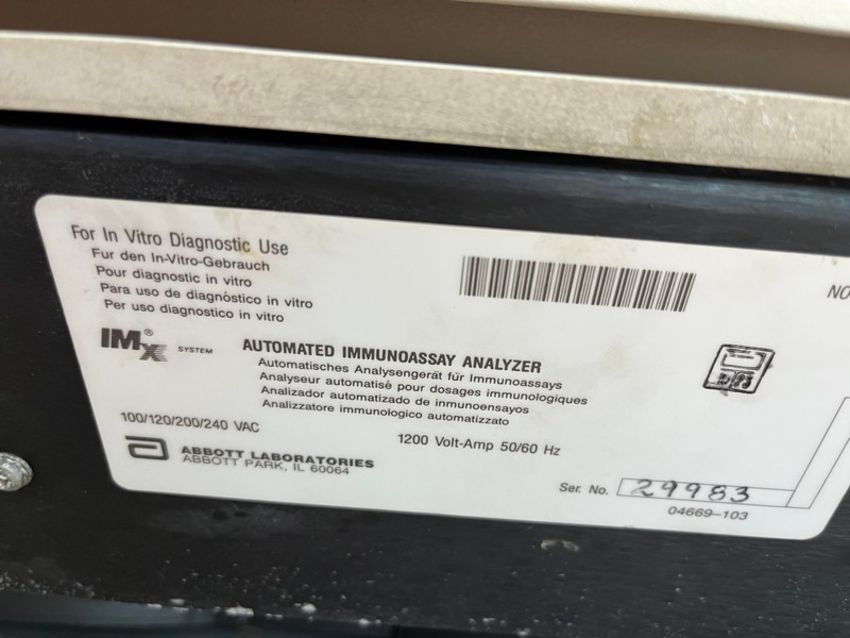 For In Vitro Diagnostic Use
Fur den In-Vitro-Gebrauch
Pour diagnostic in vitro
Para uso de diagnóstico in vitro
Per uso diagnostico in vitro
NO
IMx® SYSTEM
AUTOMATED IMMUNOASSAY ANALYZER
Automatisches Analysengerät für Immunoassays
Analyseur automatisé pour dosages immunologiques
Analizador automatizado de inmunoensayos
Analizzatore immunologico automatizzato
100/120/200/240 VAC
1200 Volt-Amp 50/60 Hz
ABBOTT LABORATORIES
ABBOTT PARK, IL 60064
Ser. No. 29983
04669-103